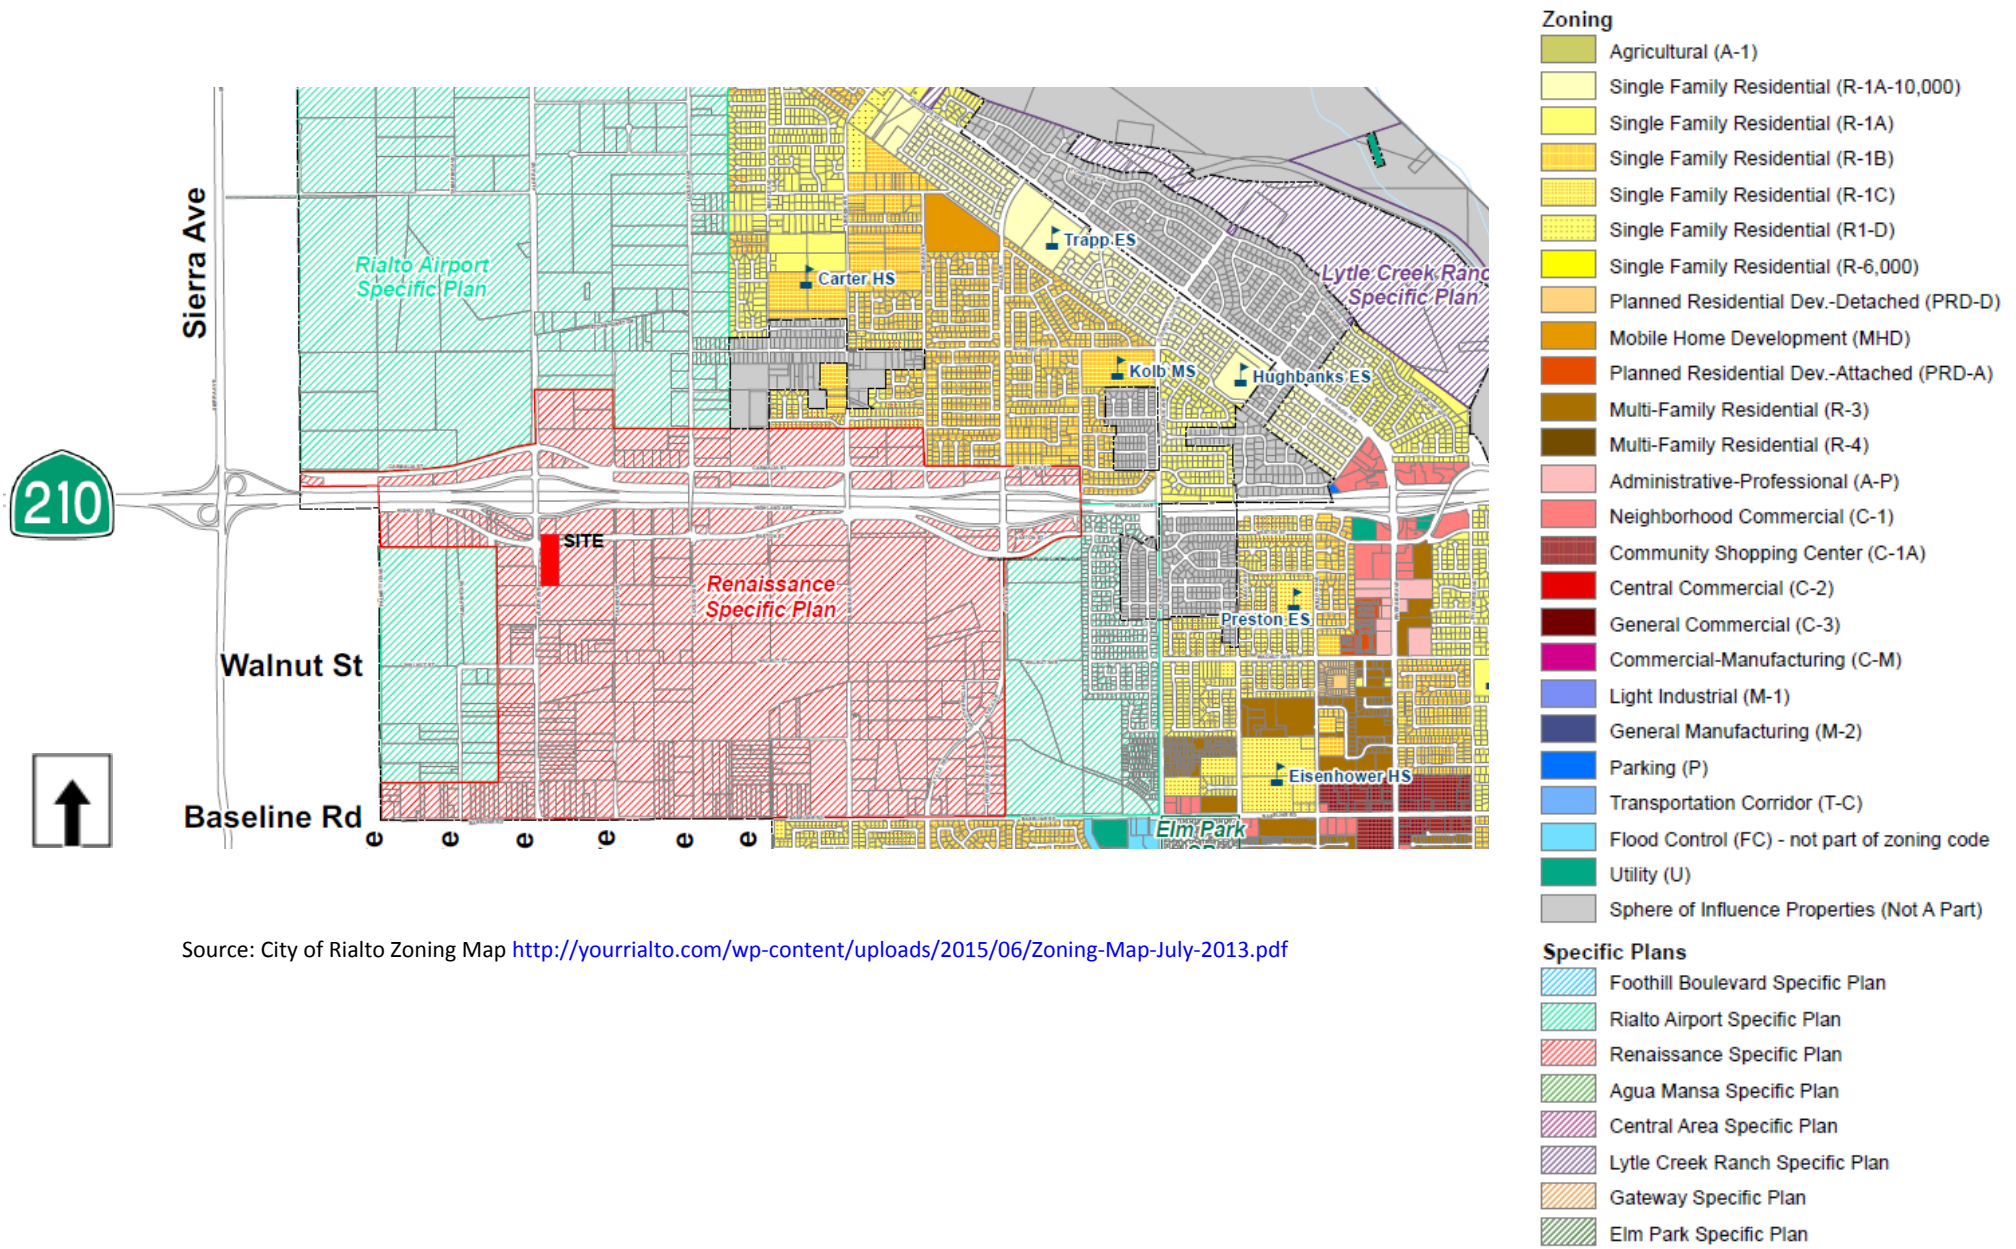 Sierra Ave
210
Walnut St
Baseline Rd
Rialto Airport
Specific Plan
Carter HS
Trapp ES
Lytle Creek Ranc
Specific Plan
Kolb MS
Hughbanks ES
SITE
Renaissance
Specific Plan
Preston ES
Eisenhower HS
Elm Park
e
e
e
e
e
e
Source: City of Rialto Zoning Map http://yourrialto.com/wp-content/uploads/2015/06/Zoning-Map-July-2013.pdf
Zoning
Agricultural (A-1)
Single Family Residential (R-1A-10,000)
Single Family Residential (R-1A)
Single Family Residential (R-1B)
Single Family Residential (R-1C)
Single Family Residential (R1-D)
Single Family Residential (R-6,000)
Planned Residential Dev.-Detached (PRD-D)
Mobile Home Development (MHD)
Planned Residential Dev.-Attached (PRD-A)
Multi-Family Residential (R-3)
Multi-Family Residential (R-4)
Administrative-Professional (A-P)
Neighborhood Commercial (C-1)
Community Shopping Center (C-1A)
Central Commercial (C-2)
General Commercial (C-3)
Commercial-Manufacturing (C-M)
Light Industrial (M-1)
General Manufacturing (M-2)
Parking (P)
Transportation Corridor (T-C)
Flood Control (FC) - not part of zoning code
Utility (U)
Sphere of Influence Properties (Not A Part)
Specific Plans
Foothill Boulevard Specific Plan
Rialto Airport Specific Plan
Renaissance Specific Plan
Agua Mansa Specific Plan
Central Area Specific Plan
Lytle Creek Ranch Specific Plan
Gateway Specific Plan
Elm Park Specific Plan